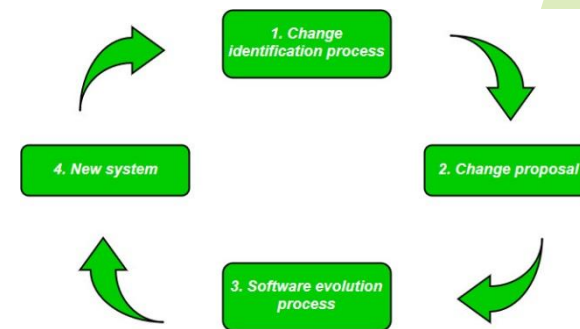 1. Change
identification process
2. Change proposal
3. Software evolution
process
4. New system